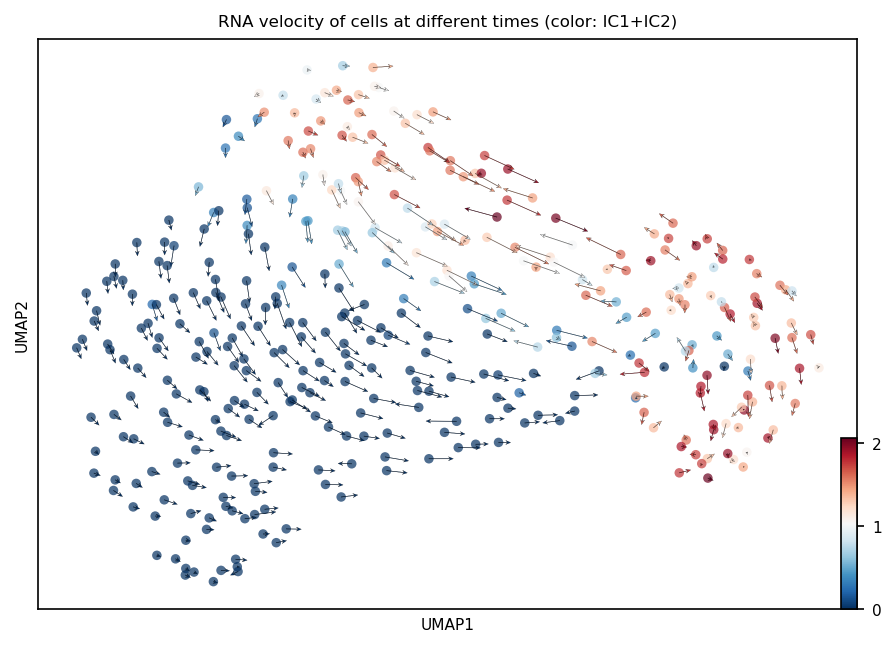 RNA velocity of cells at different times (color: IC1+IC2)
UMAP2
2
1
0
UMAP1